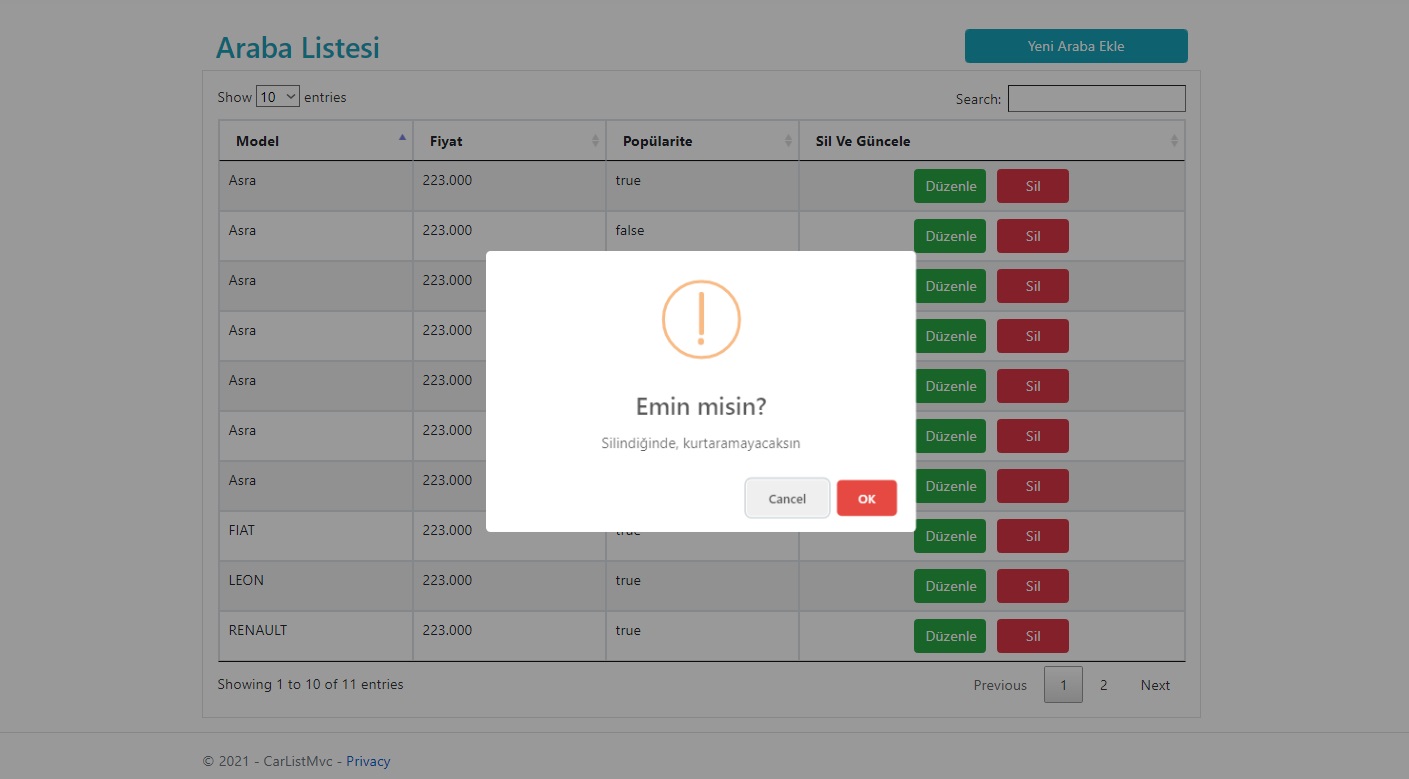 Araba Listesi
Yeni Araba Ekle
Show 10 entries
Search:
Model Fiyat Popülarite Sil Ve Güncele
Asra 223.000 true Düzenle Sil
Asra 223.000 false Düzenle Sil
Asra 223.000 Düzenle Sil
Asra 223.000 Düzenle Sil
Asra 223.000 Düzenle Sil
Asra 223.000 Düzenle Sil
Asra 223.000 Düzenle Sil
FIAT 223.000 true Düzenle Sil
LEON 223.000 true Düzenle Sil
RENAULT 223.000 true Düzenle Sil
Emin misin?
Silindiğinde, kurtaramayacaksın
Cancel OK
Showing 1 to 10 of 11 entries
Previous 1 2 Next
© 2021 - CarListMvc - Privacy